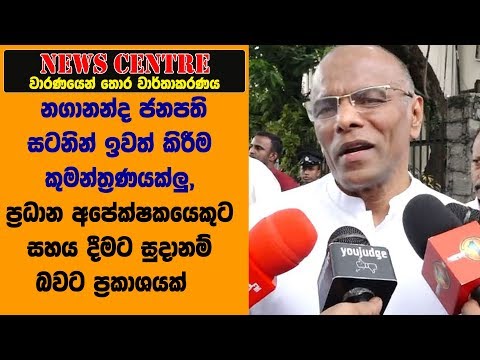 NEWS CENTRE
වාරණයෙන් තොර වාර්තාකරණය
නගානන්ද ජනපති
සටනින් ඉවත් කිරීම
කුමන්ත්‍රණයක්ලු,
ප්‍රධාන අපේක්ෂකයෙකුට
සහය දීමට සුදානම්
බවට ප්‍රකාශයක්
youjudge